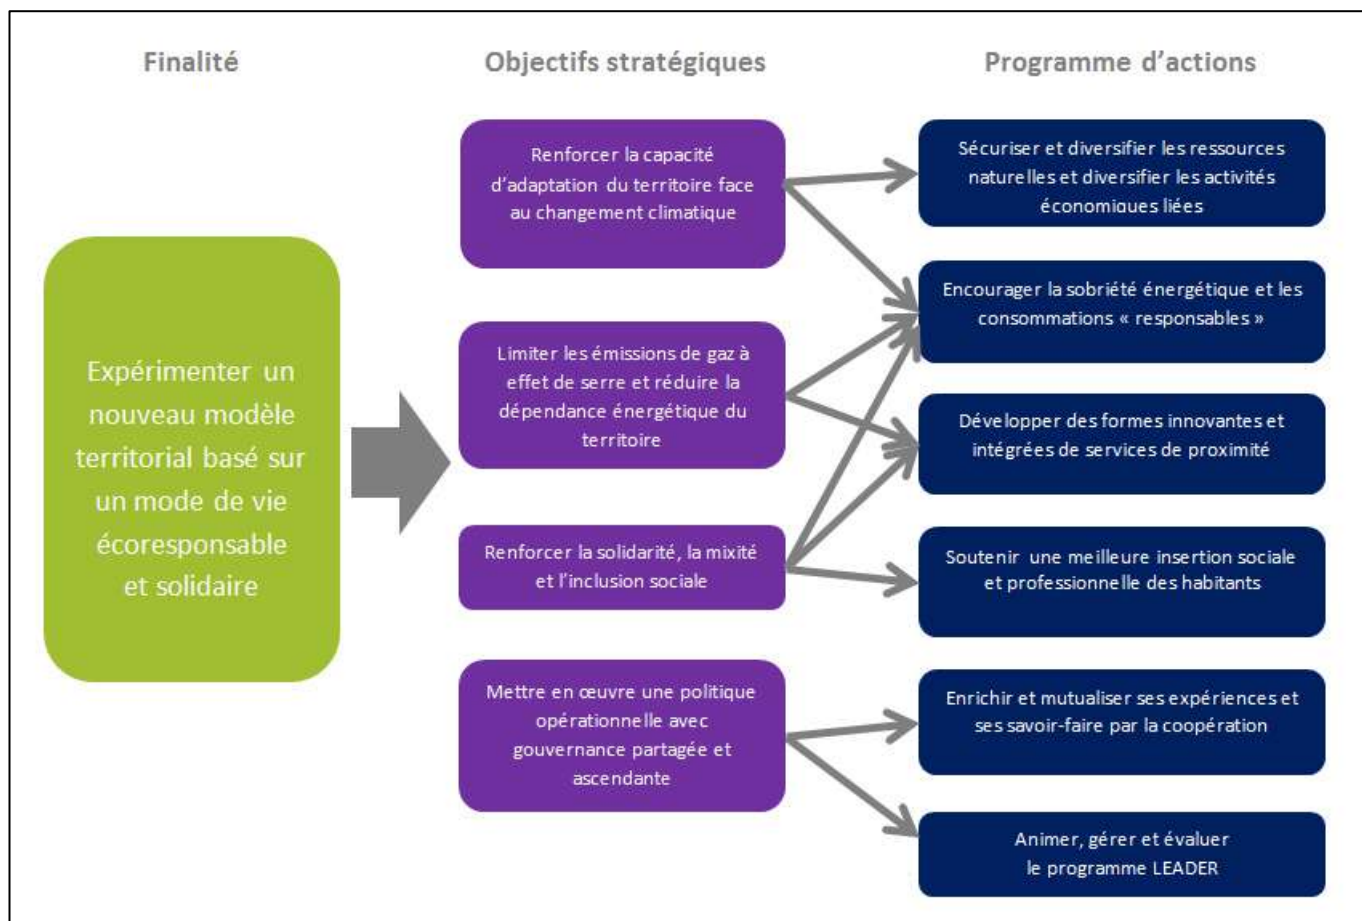 Finalité
Objectifs stratégiques
Programme d'actions
Expérimenter un
nouveau modèle
territorial basé sur
un mode de vie
écoresponsable
et solidaire
Renforcer la capacité
d'adaptation du territoire face
au changement climatique
Limiter les émissions de gaz à
effet de serre et réduire la
dépendance énergétique du
territoire
Renforcer la solidarité, la mixité
et l'inclusion sociale
Mettre en œuvre une politique
opérationnelle avec
gouvernance partagée et
ascendante
Sécuriser et diversifier les ressources
naturelles et diversifier les activités
économiques liées
Encourager la sobriété énergétique et les
consommations « responsables »
Développer des formes innovantes et
intégrées de services de proximité
Soutenir une meilleure insertion sociale
et professionnelle des habitants
Enrichir et mutualiser ses expériences et
ses savoir-faire par la coopération
Animer, gérer et évaluer
le programme LEADER